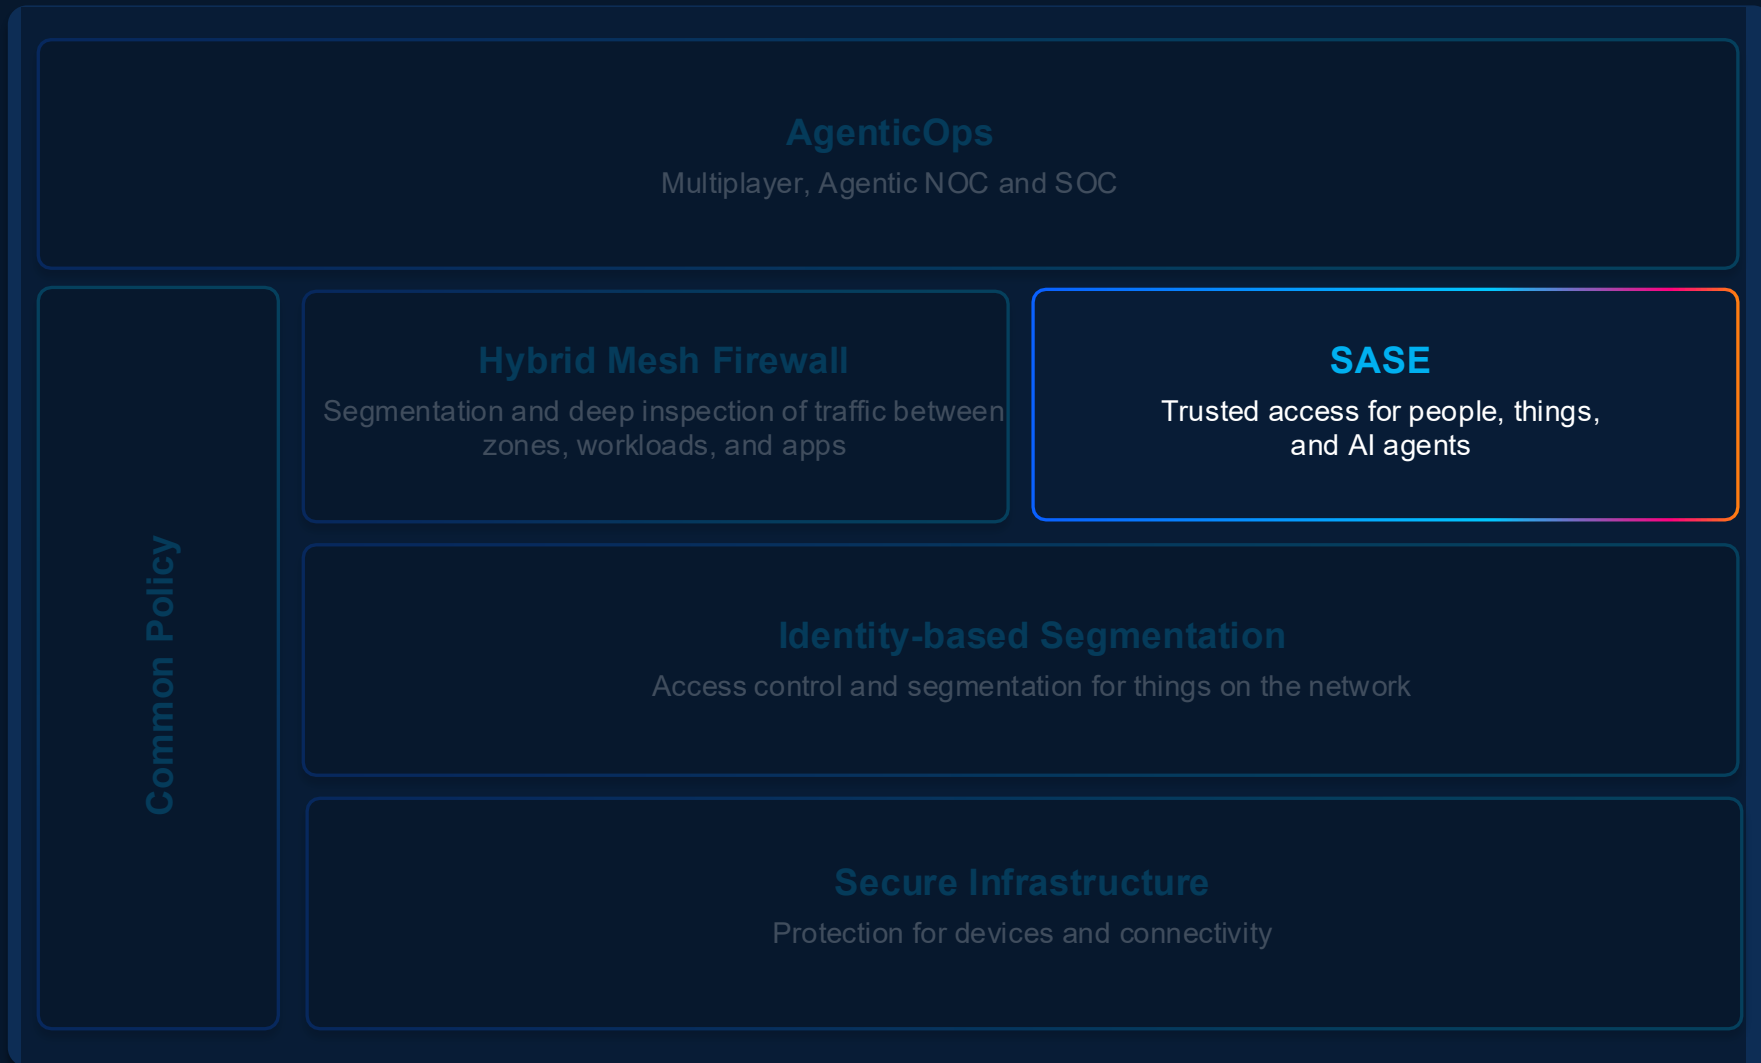 AgenticOps
Multiplayer, Agentic NOC and SOC
Common Policy
Hybrid Mesh Firewall
Segmentation and deep inspection of traffic between
zones, workloads, and apps
SASE
Trusted access for people, things,
and AI agents
Identity-based Segmentation
Access control and segmentation for things on the network
Secure Infrastructure
Protection for devices and connectivity